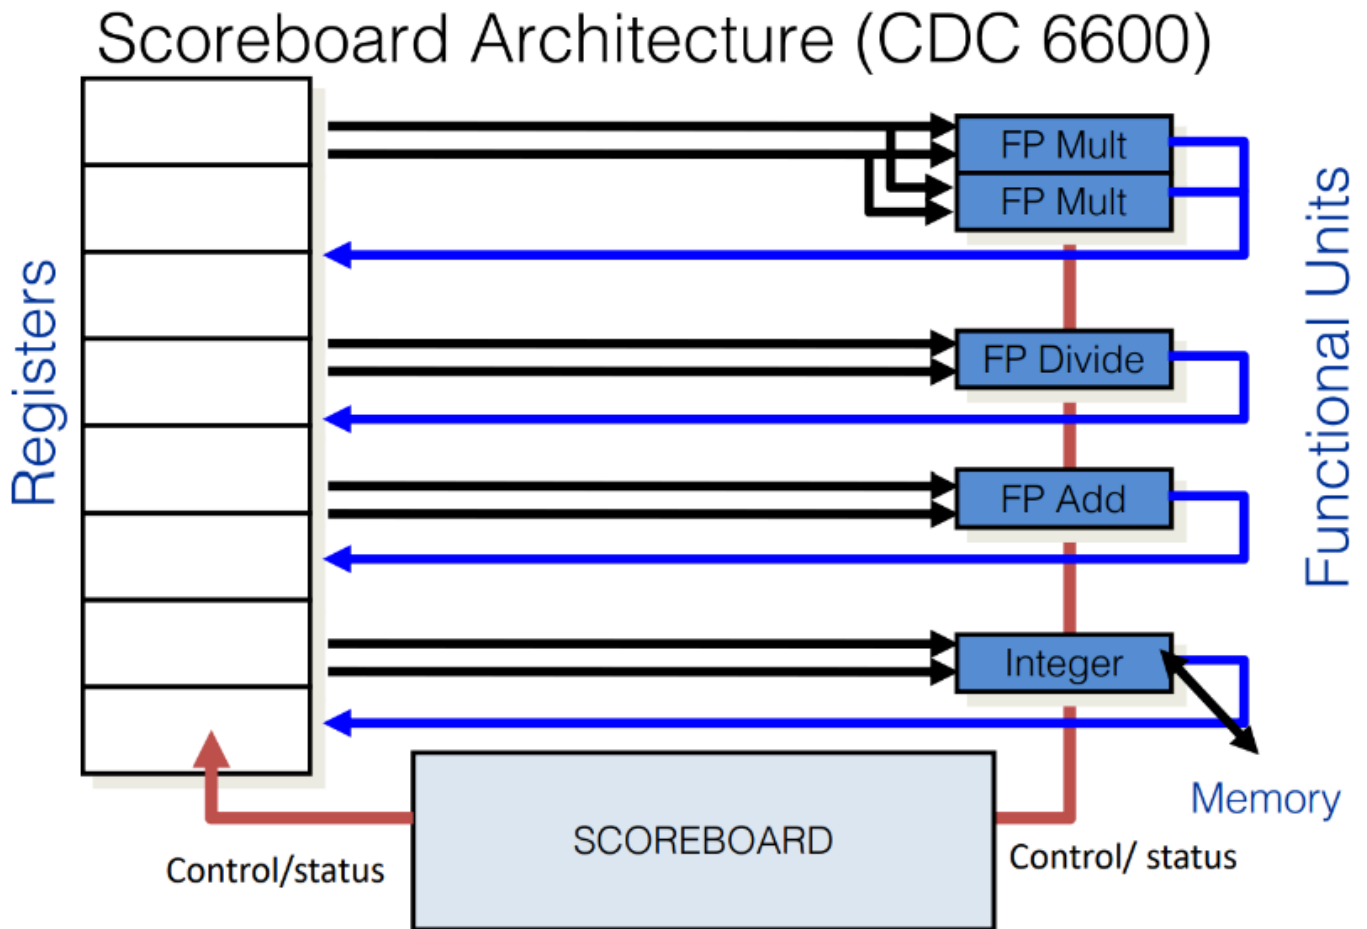 Scoreboard Architecture (CDC 6600)
Registers
FP Mult
FP Mult
FP Divide
FP Add
Integer
Functional Units
Memory
SCOREBOARD
Control/status
Control/ status